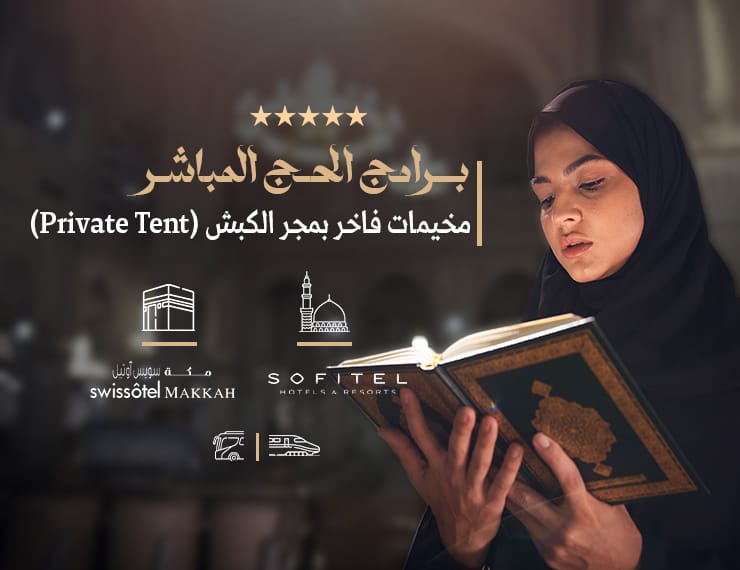 برامج الحج المباشر
مخيمات فاخر بمجر الكبش (Private Tent)
مكة سويس أوتيل
swissôtel MAKKAH
SOFITEL
HOTELS & RESORTS